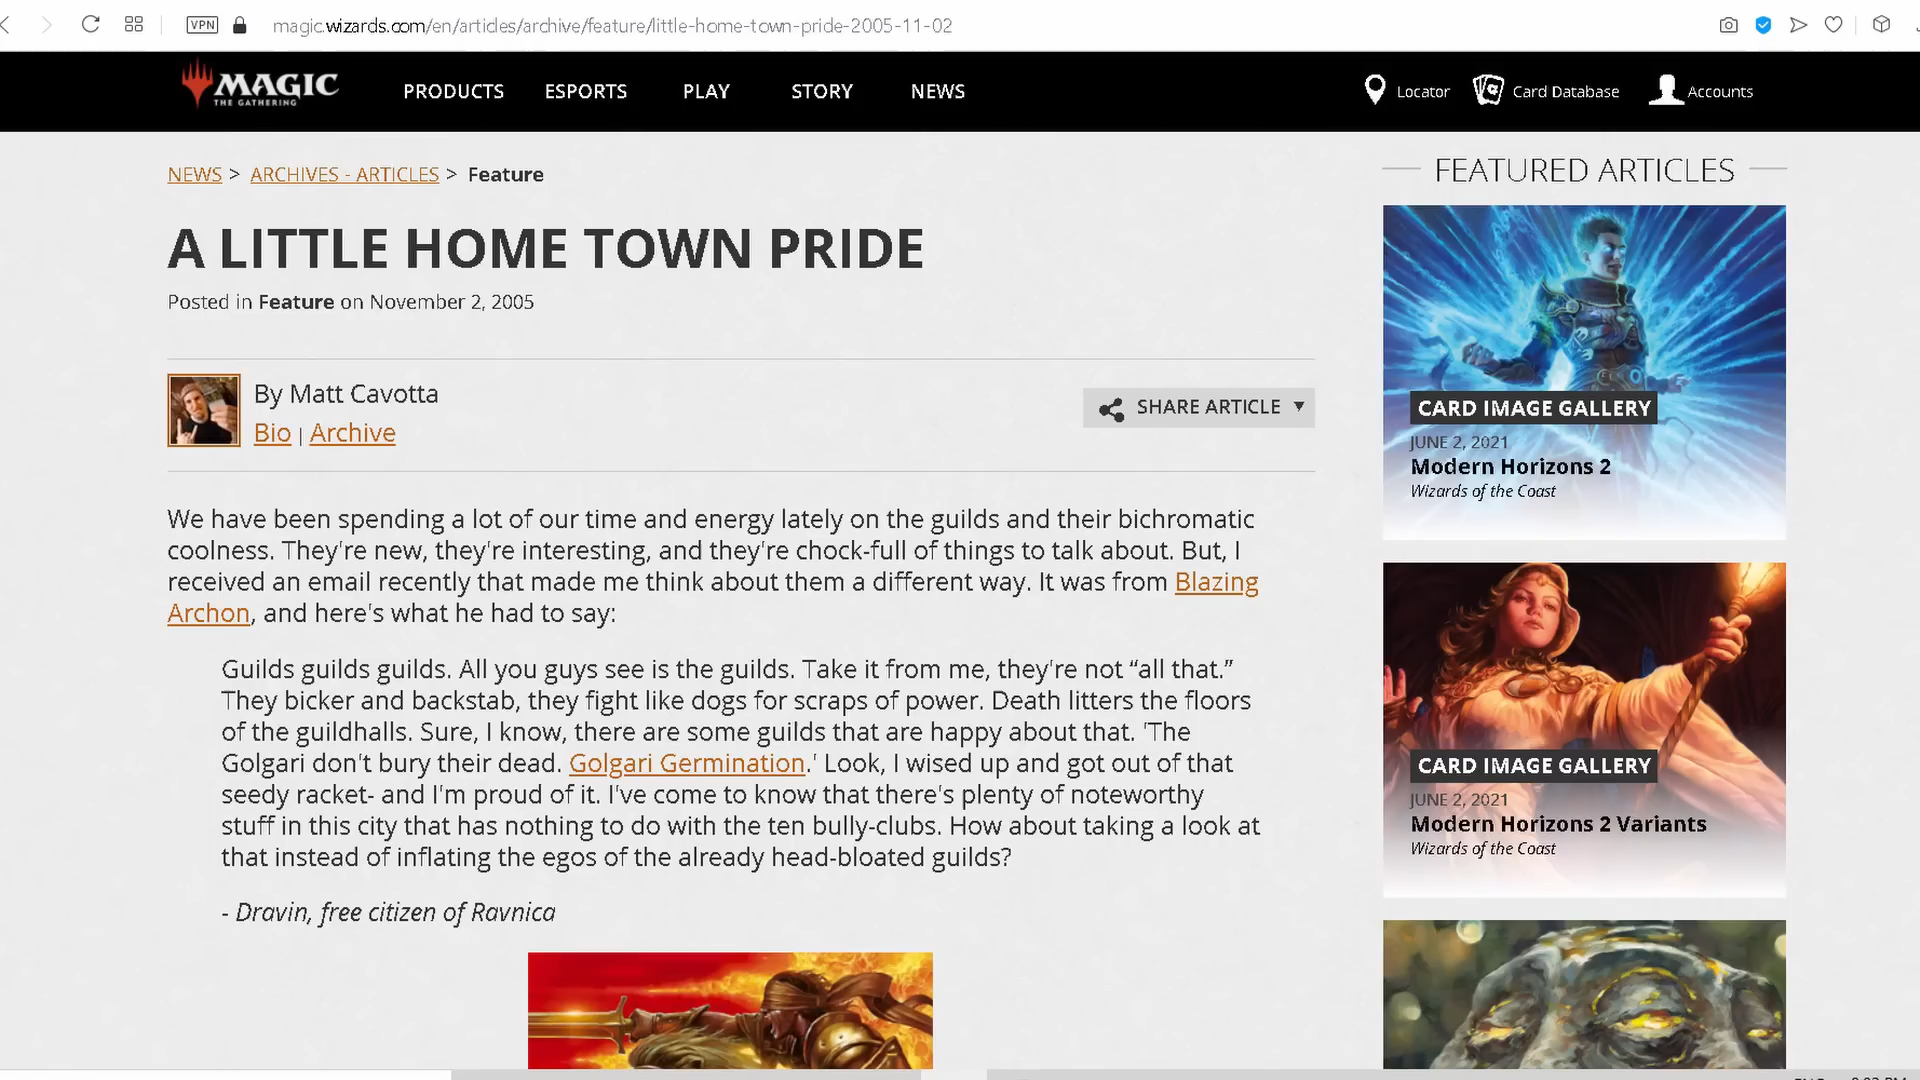 VPN
magic.wizards.com/en/articles/archive/feature/little-home-town-pride-2005-11-02
MAGIC
THE GATHERING
PRODUCTS ESPORTS PLAY STORY NEWS
Locator Card Database Accounts
NEWS > ARCHIVES - ARTICLES > Feature
A LITTLE HOME TOWN PRIDE
Posted in Feature on November 2, 2005
By Matt Cavotta
Bio | Archive
SHARE ARTICLE
We have been spending a lot of our time and energy lately on the guilds and their bichromatic
coolness. They're new, they're interesting, and they're chock-full of things to talk about. But, I
received an email recently that made me think about them a different way. It was from Blazing
Archon, and here's what he had to say:
Guilds guilds guilds. All you guys see is the guilds. Take it from me, they're not “all that.”
They bicker and backstab, they fight like dogs for scraps of power. Death litters the floors
of the guildhalls. Sure, I know, there are some guilds that are happy about that. 'The
Golgari don't bury their dead. Golgari Germination.' Look, I wised up and got out of that
seedy racket- and I'm proud of it. I've come to know that there's plenty of noteworthy
stuff in this city that has nothing to do with the ten bully-clubs. How about taking a look at
that instead of inflating the egos of the already head-bloated guilds?
- Dravin, free citizen of Ravnica
FEATURED ARTICLES
CARD IMAGE GALLERY
JUNE 2, 2021
Modern Horizons 2
Wizards of the Coast
CARD IMAGE GALLERY
JUNE 2, 2021
Modern Horizons 2 Variants
Wizards of the Coast